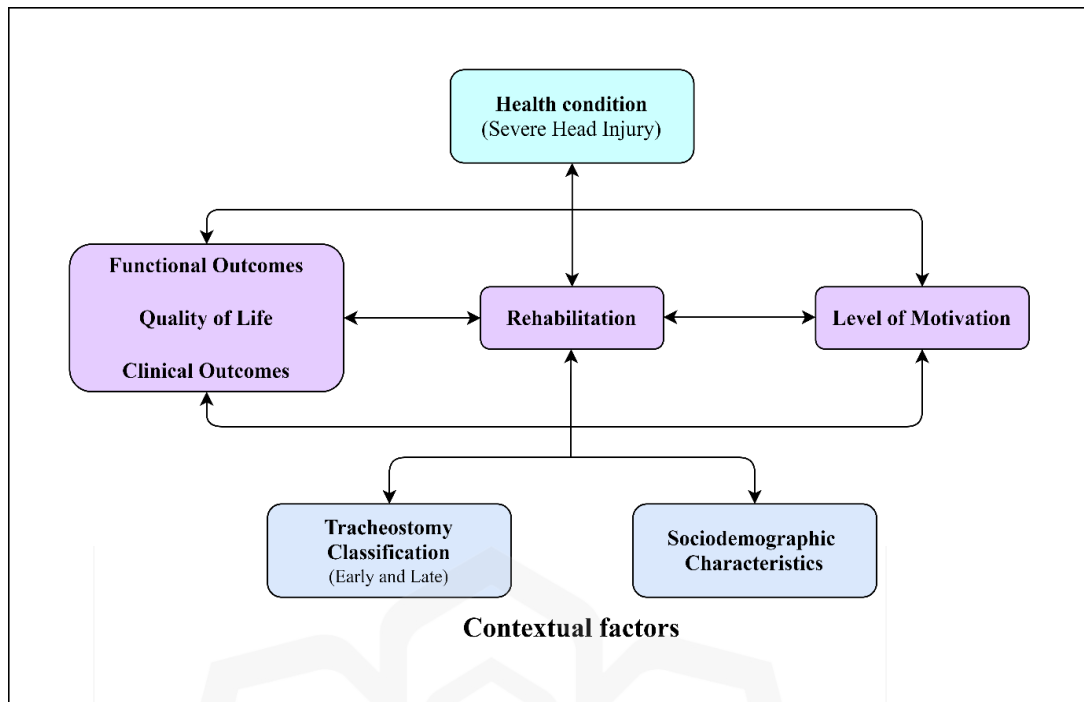 Health condition
(Severe Head Injury)
Functional Outcomes
Quality of Life
Clinical Outcomes
Rehabilitation
Level of Motivation
Tracheostomy
Classification
(Early and Late)
Sociodemographic
Characteristics
Contextual factors